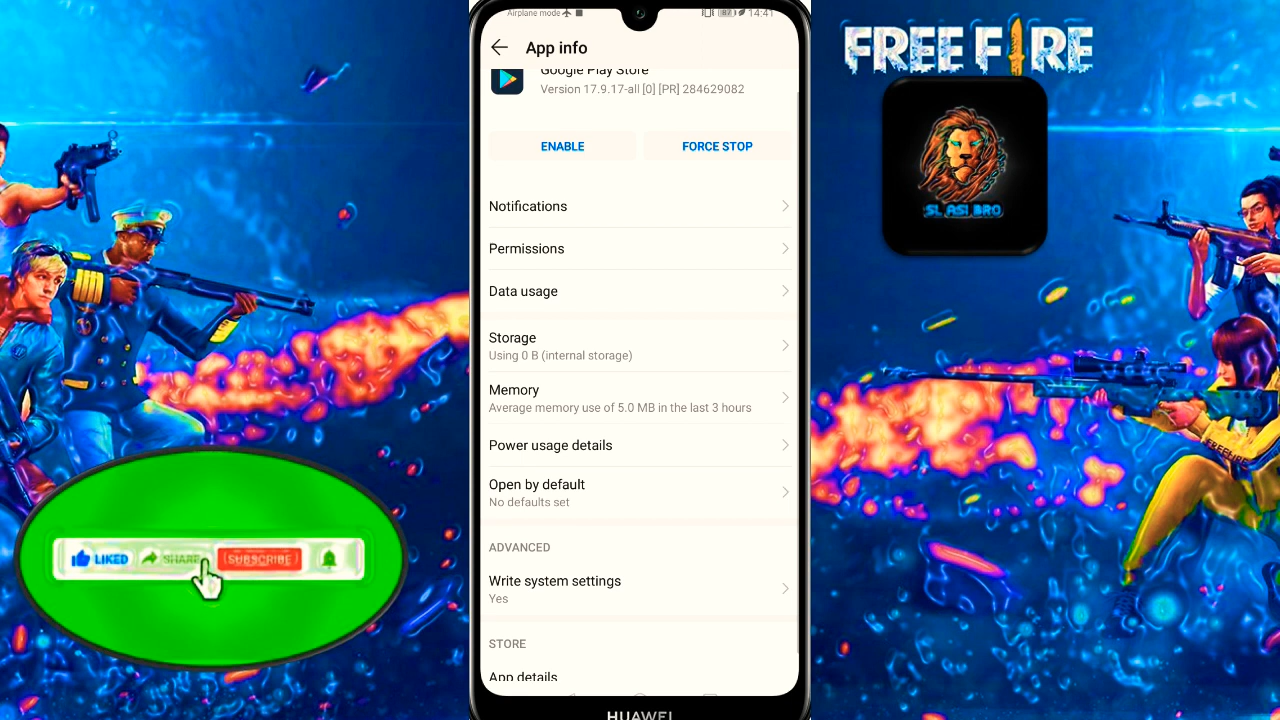 Airplane mode
14:41
App info
Google Play Store
Version 17.9.17-all [0] [PR] 284629082
ENABLE
FORCE STOP
Notifications
Permissions
Data usage
Storage
Using 0 B (internal storage)
Memory
Average memory use of 5.0 MB in the last 3 hours
Power usage details
Open by default
No defaults set
ADVANCED
Write system settings
Yes
STORE
App details
HUAWEI
FREE FIRE
SL ASI BRO
FREEFIRE
LIKED
SHARE
SUBSCRIBE